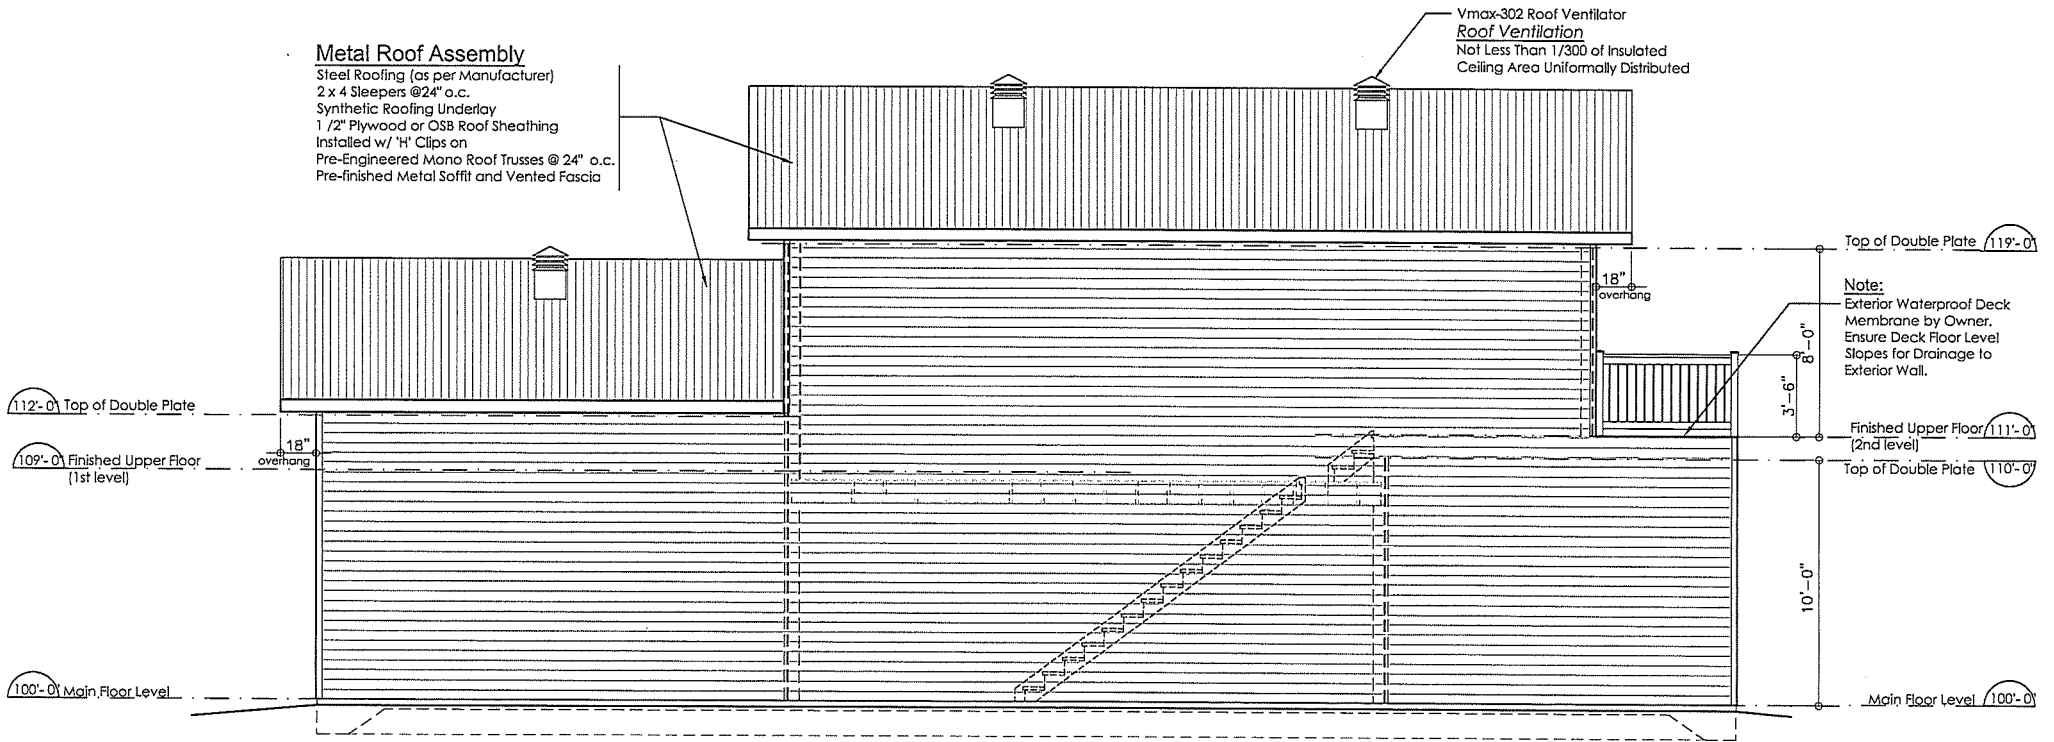 Metal Roof Assembly
Steel Roofing (as per Manufacturer)
2 x 4 Sleepers @24" o.c.
Synthetic Roofing Underlay
1 /2" Plywood or OSB Roof Sheathing
Installed w/ 'H' Clips on
Pre-Engineered Mono Roof Trusses @ 24" o.c.
Pre-finished Metal Soffit and Vented Fascia
Vmax-302 Roof Ventilator
Roof Ventilation
Not Less Than 1/300 of Insulated
Ceiling Area Uniformally Distributed
Top of Double Plate 119'-0"
18"
overhang
Note:
Exterior Waterproof Deck
Membrane by Owner.
Ensure Deck Floor Level
Slopes for Drainage to
Exterior Wall.
8'-0"
3'-6"
112'-0" Top of Double Plate
18"
overhang
109'-0" Finished Upper Floor
(1st level)
Finished Upper Floor 111'-0"
(2nd level)
Top of Double Plate 110'-0"
10'-0"
100'-0" Main Floor Level
Main Floor Level 100'-0"